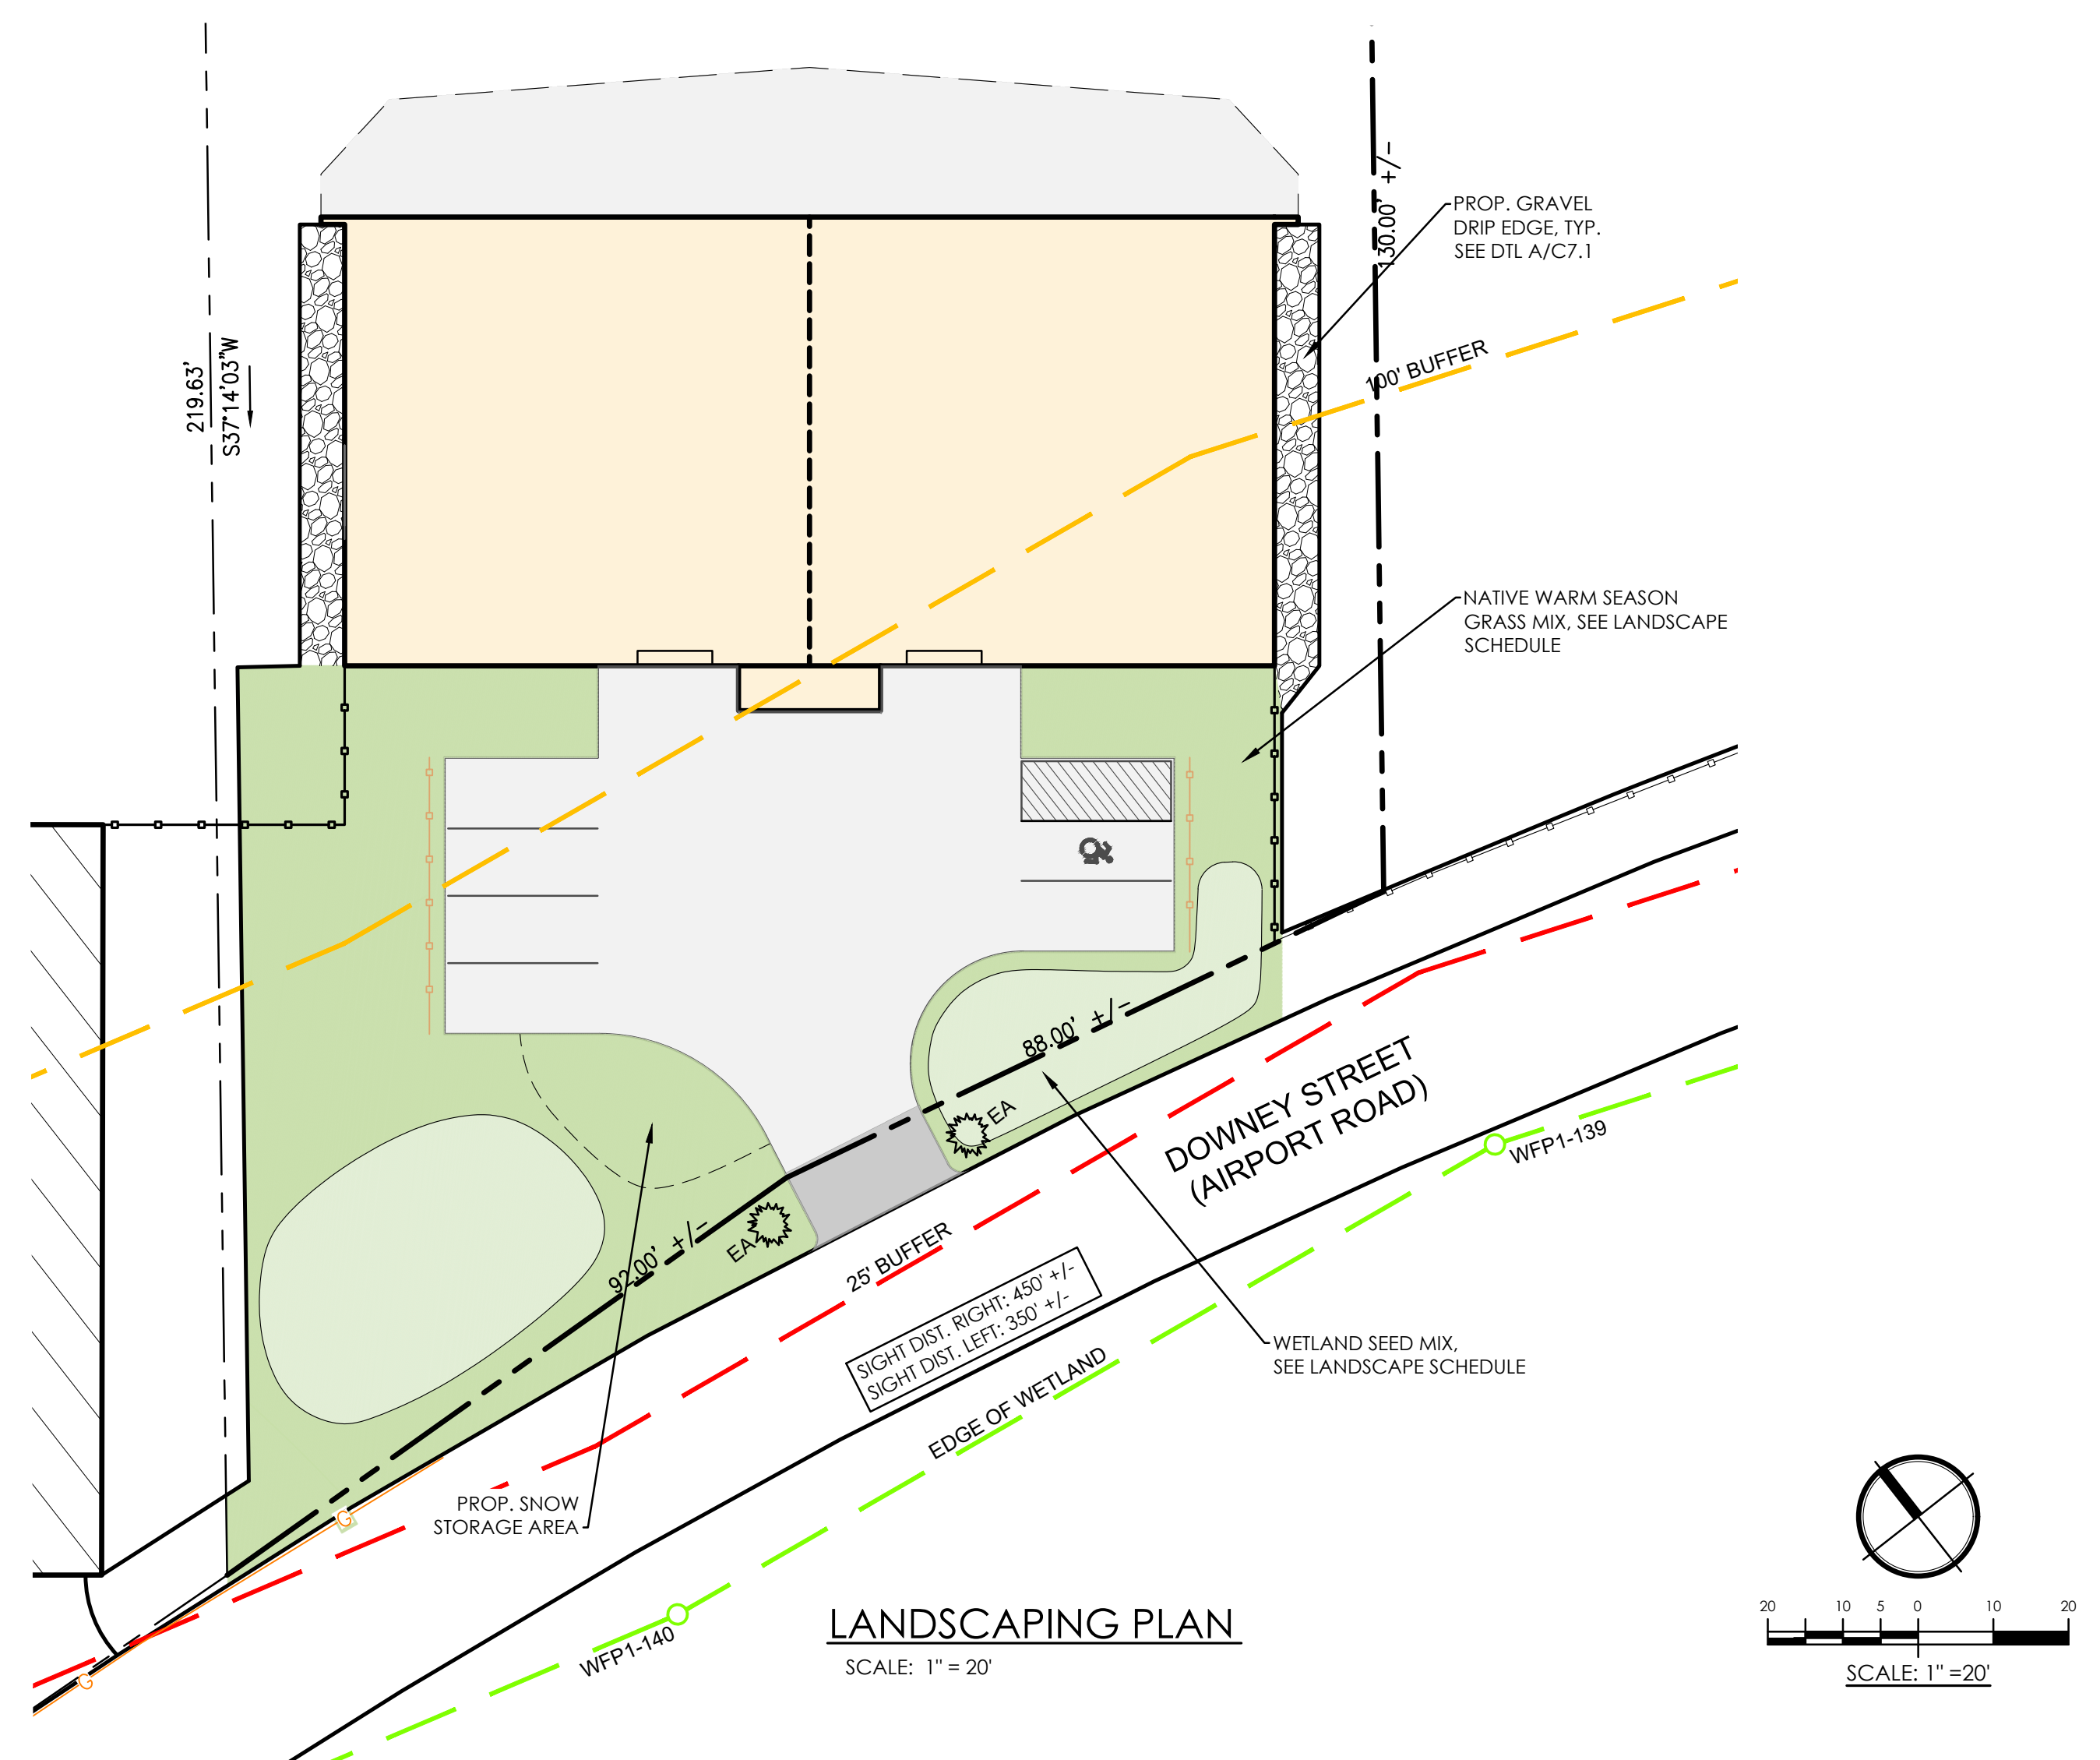 130.00' +/-
PROP. GRAVEL
DRIP EDGE, TYP.
SEE DTL A/C7.1
219.63'
S37°14'03"W
100' BUFFER
NATIVE WARM SEASON
GRASS MIX, SEE LANDSCAPE
SCHEDULE
88.00' +/-
EA
DOWNEY STREET
(AIRPORT ROAD)
WFP1-139
EA
92.00' +/-
25' BUFFER
SIGHT DIST. RIGHT: 450' +/-
SIGHT DIST. LEFT: 350' +/-
WETLAND SEED MIX,
SEE LANDSCAPE SCHEDULE
EDGE OF WETLAND
PROP. SNOW
STORAGE AREA
G
G
WFP1-140
LANDSCAPING PLAN
SCALE: 1" = 20'
20 10 5 0 10 20
SCALE: 1" =20'